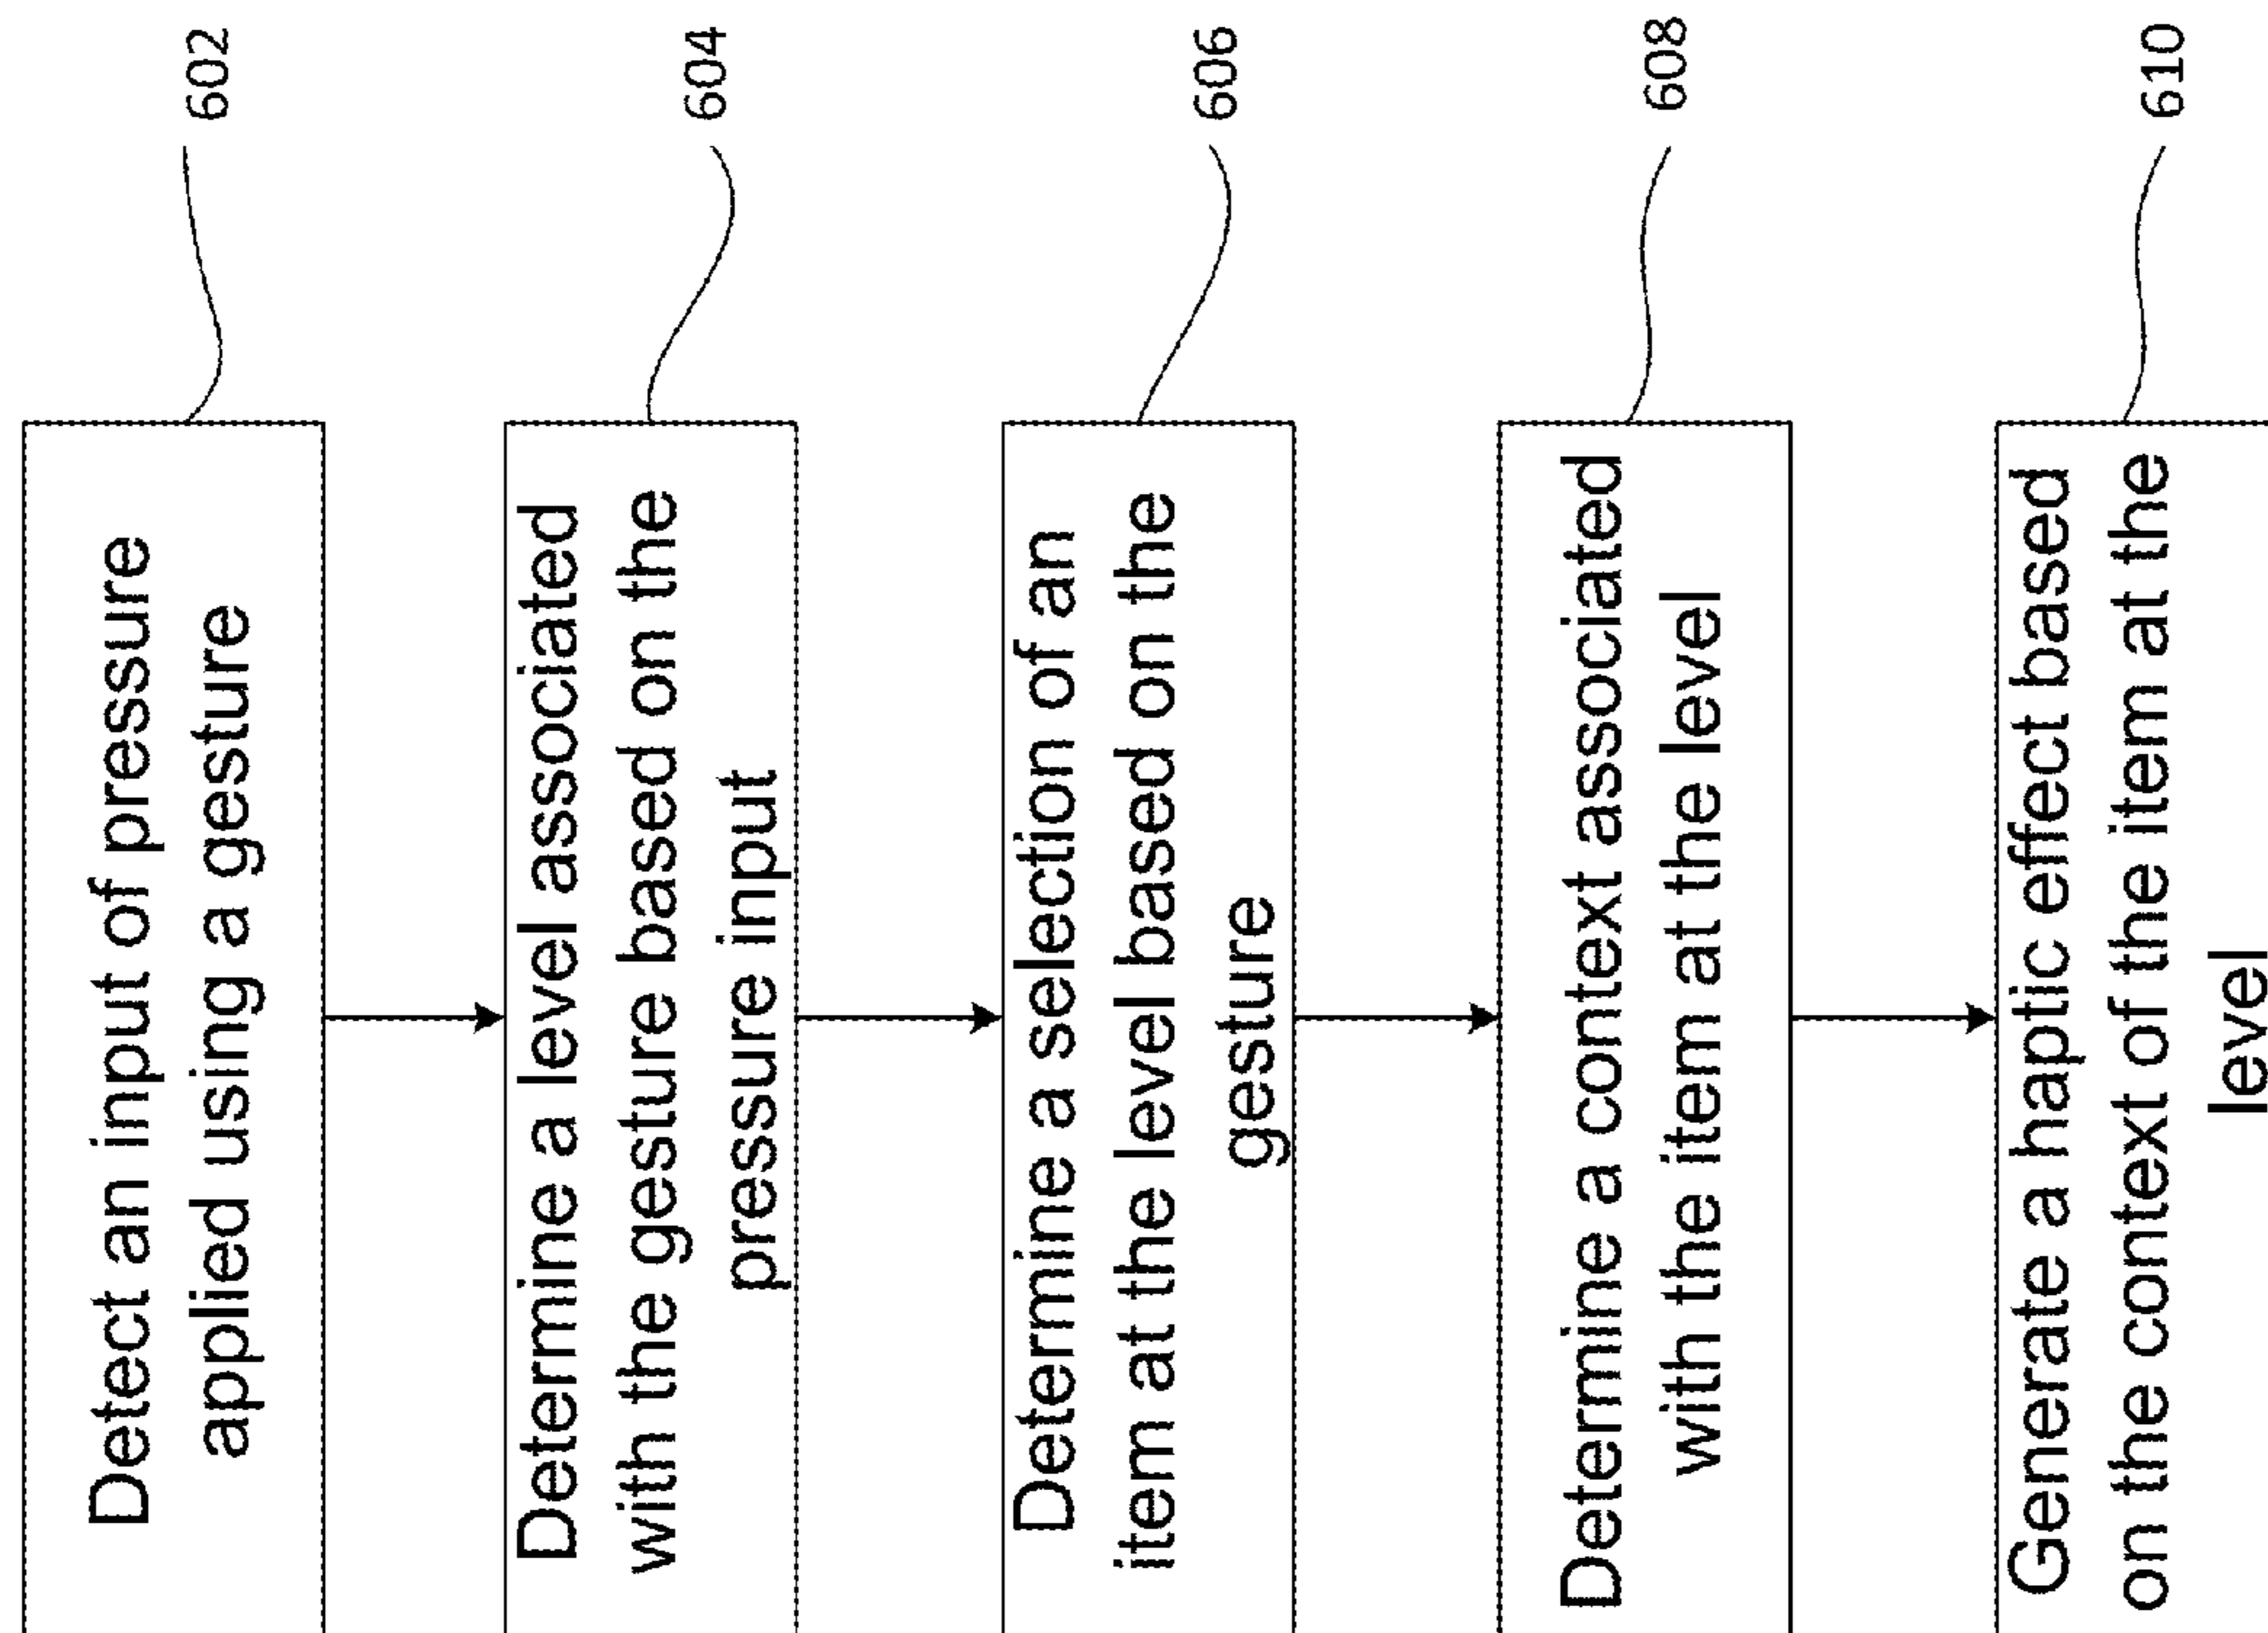 Detect an input of pressure
applied using a gesture
602
Determine a level associated
with the gesture based on the
pressure input
604
Determine a selection of an
item at the level based on the
gesture
606
Determine a context associated
with the item at the level
608
Generate a haptic effect based
on the context of the item at the
level
610